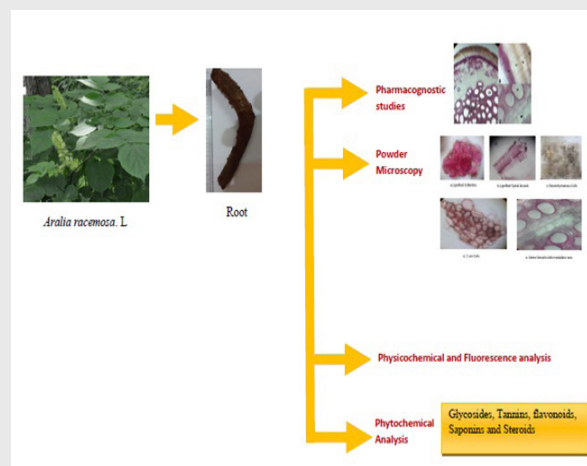 Pharmacognostic
studies
Powder
Microscopy
Aralia racemosa. L
Root
Physicochemical and Fluorescence analysis
Phytochemical
Analysis
Glycosides, Tannins, flavonoids,
Saponins and Steroids